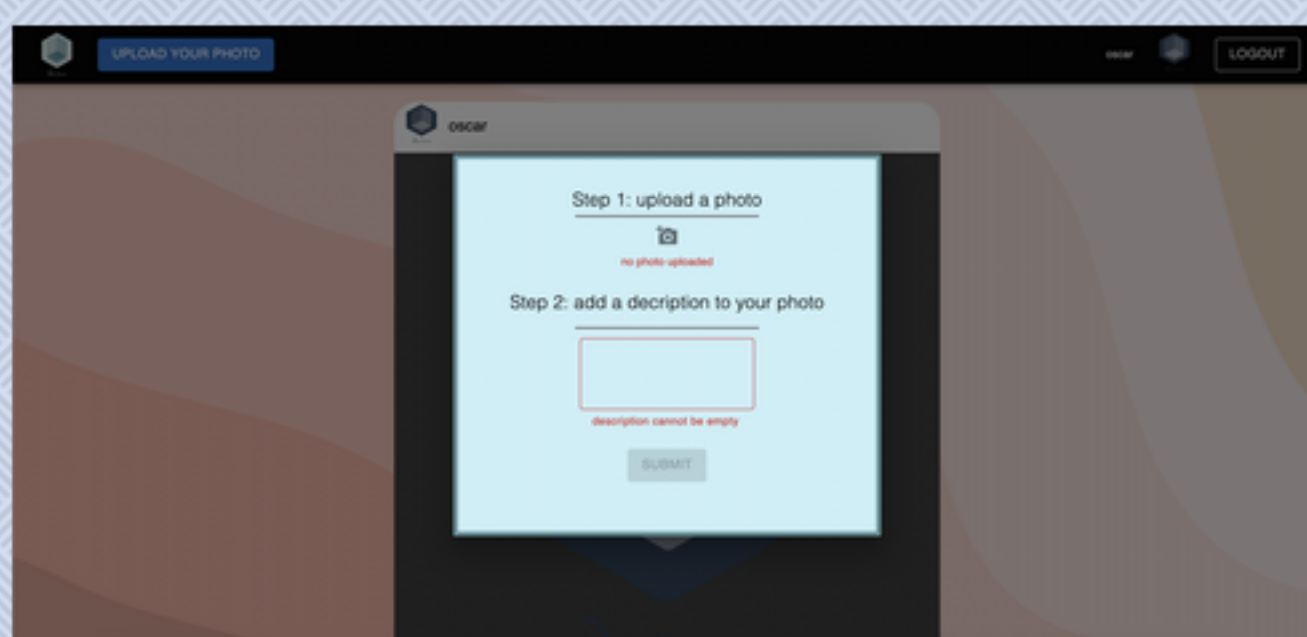 UPLOAD YOUR PHOTO
oscar
LOGOUT
oscar
Step 1: upload a photo
no photo uploaded
Step 2: add a decription to your photo
description cannot be empty
SUBMIT